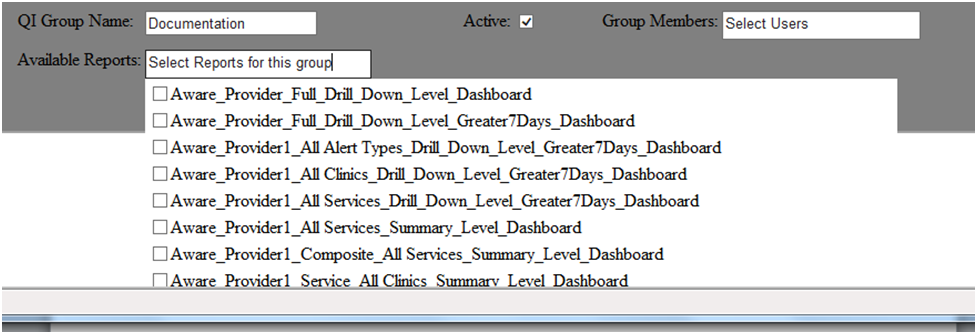 QI Group Name: Documentation Active: Group Members: Select Users
Available Reports: Select Reports for this group
Aware_Provider_Full_Drill_Down_Level_Dashboard
Aware_Provider_Full_Drill_Down_Level_Greater7Days_Dashboard
Aware_Provider1_All Alert Types_Drill_Down_Level_Greater7Days_Dashboard
Aware_Provider1_All Clinics_Drill_Down_Level_Greater7Days_Dashboard
Aware_Provider1_All Services_Drill_Down_Level_Greater7Days_Dashboard
Aware_Provider1_All Services_Summary_Level_Dashboard
Aware_Provider1_Composite_All Services_Summary_Level_Dashboard
Aware_Provider1_Service_All Clinics_Summary_Level_Dashboard